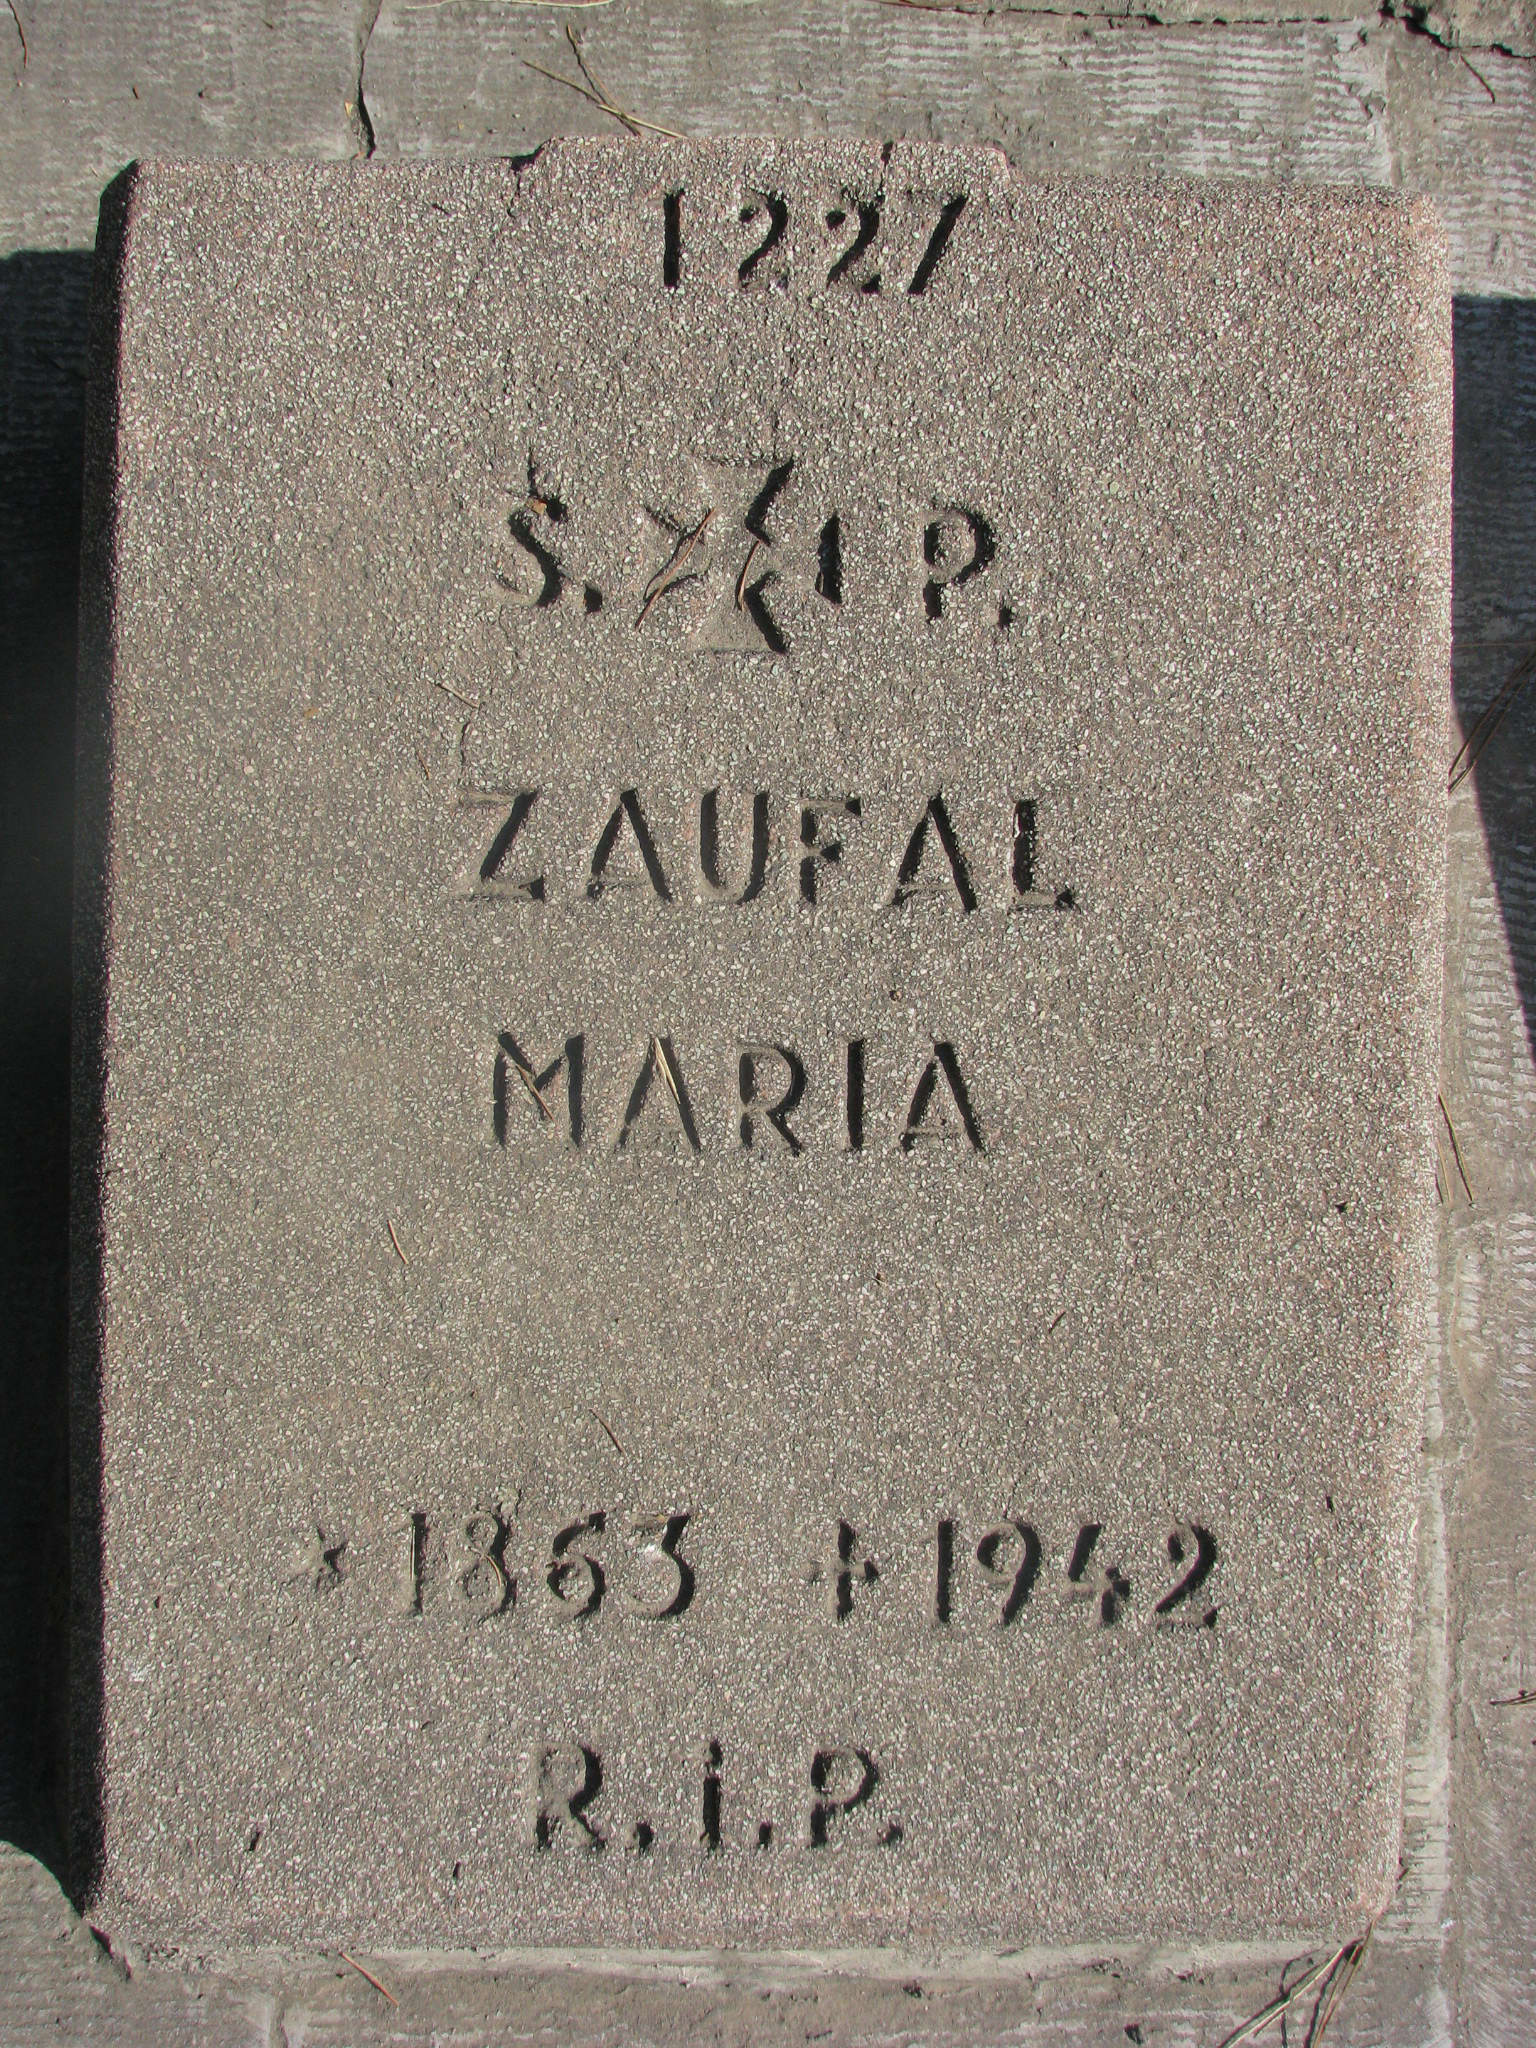 1227
S. ✠ I P.
ZAUFAL
MARIA
* 1863 + 1942
R.i.P.